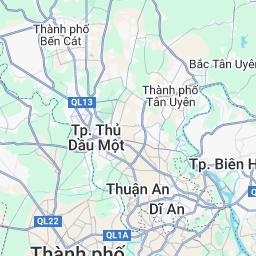 Thành phố
Bến Cát
Bắc Tân Uyên
Thành phố
Tân Uyên
QL13
Tp. Thủ
Dầu Một
Tp. Biên H
Thuận An
Dĩ An
QL22
QL1A
Thành phố